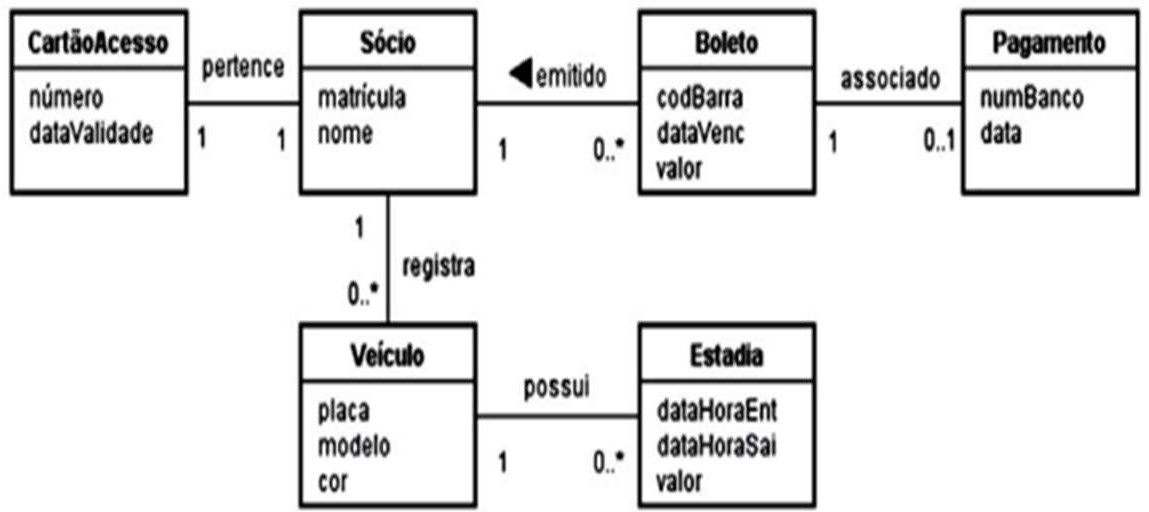 CartãoAcesso
número
dataValidade
pertence
1
1
Sócio
matrícula
nome
emitido
1
0..*
Boleto
codBarra
dataVenc
valor
associado
1
0..1
Pagamento
numBanco
data
1
registra
0..*
Veículo
placa
modelo
cor
possui
1
0..*
Estadia
dataHoraEnt
dataHoraSai
valor